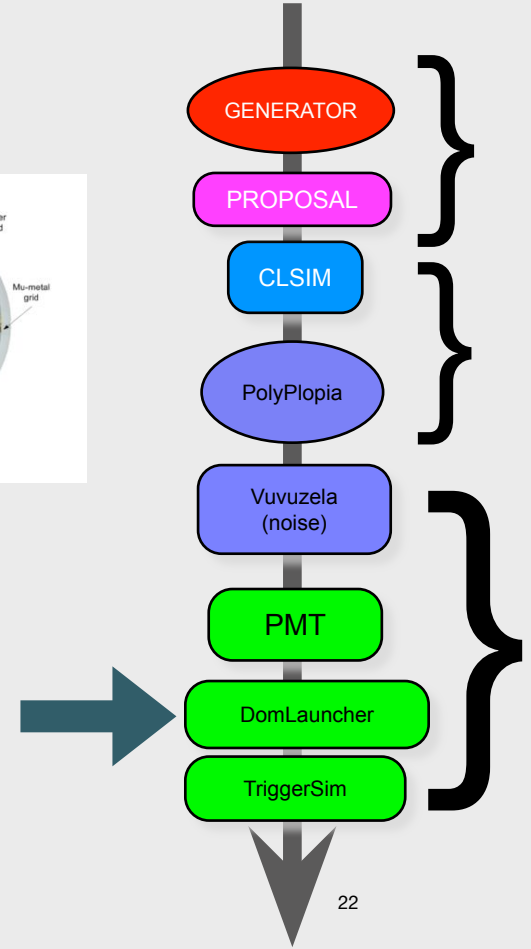 GENERATOR
PROPOSAL
CLSIM
Mu-metal
grid
PolyPlopia
Vuvuzela
(noise)
PMT
DomLauncher
TriggerSim
22